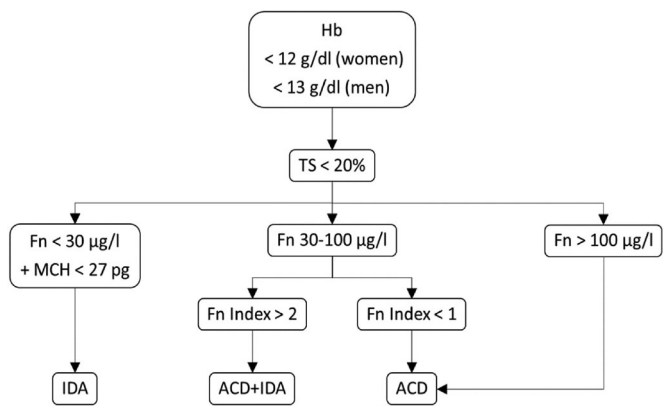 Hb
< 12 g/dl (women)
< 13 g/dl (men)
TS < 20%
Fn < 30 µg/l
+ MCH < 27 pg
Fn 30-100 µg/l
Fn > 100 µg/l
Fn Index > 2
Fn Index < 1
IDA
ACD+IDA
ACD